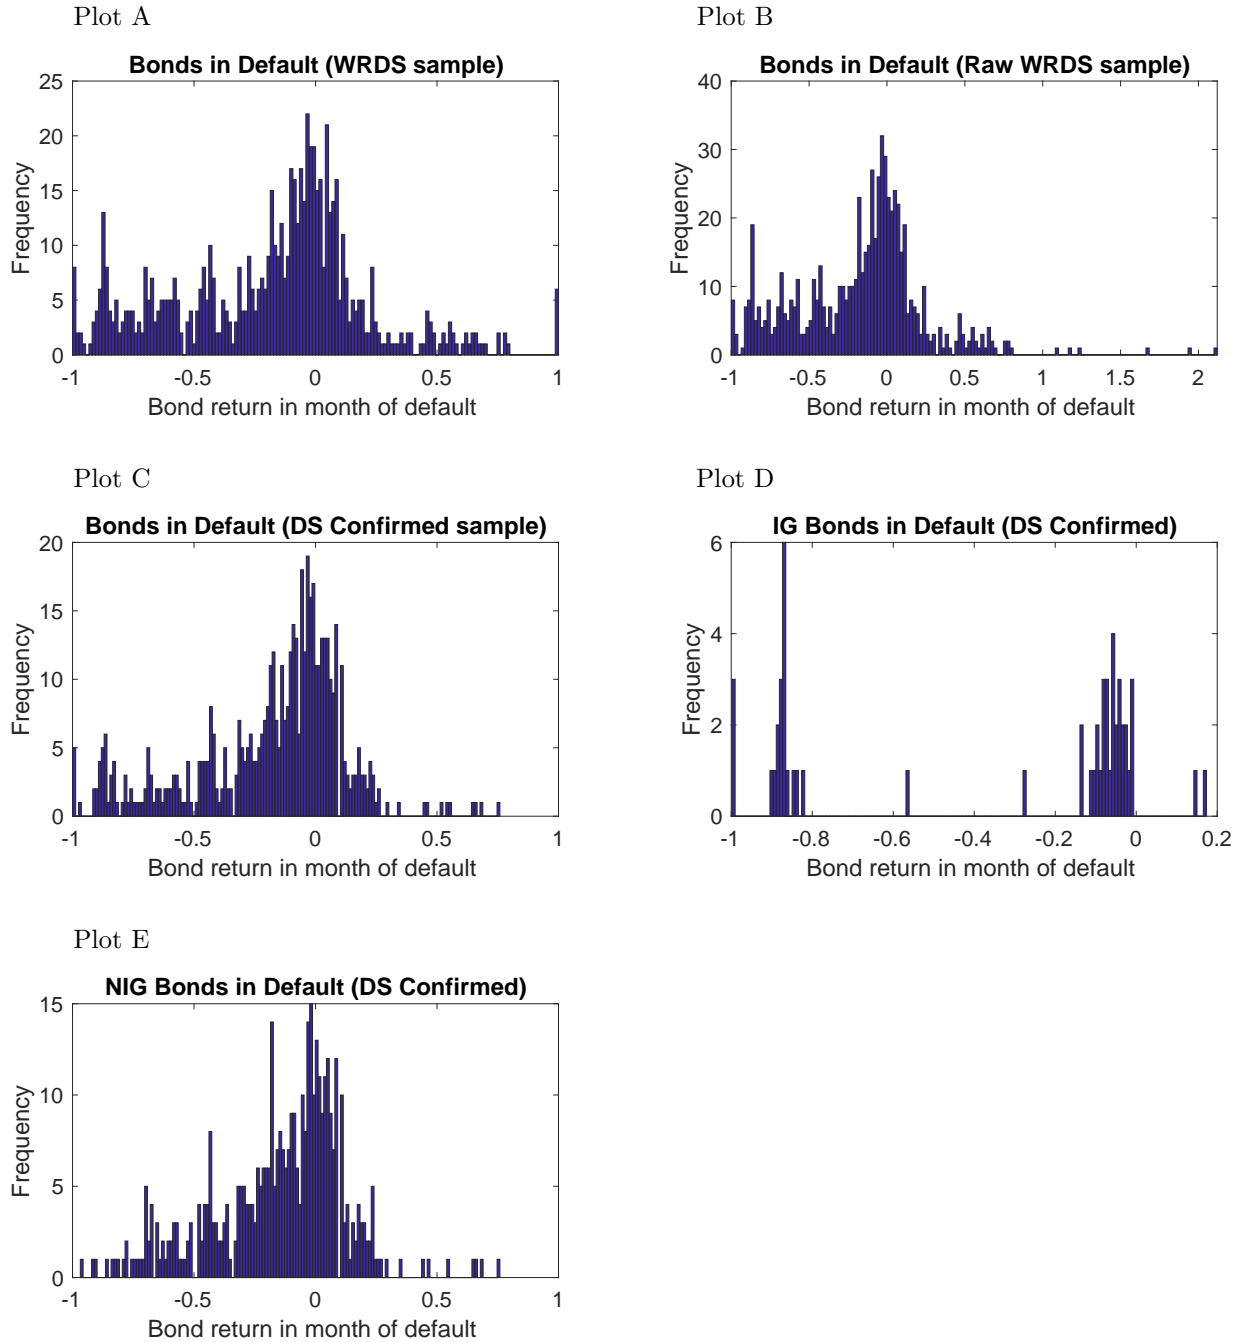 Plot A
Bonds in Default (WRDS sample)
25
20
15
10
5
0
Frequency
-1 -0.5 0 0.5 1
Bond return in month of default
Plot B
Bonds in Default (Raw WRDS sample)
40
30
20
10
0
Frequency
-1 -0.5 0 0.5 1 1.5 2
Bond return in month of default
Plot C
Bonds in Default (DS Confirmed sample)
20
15
10
5
0
Frequency
-1 -0.5 0 0.5 1
Bond return in month of default
Plot D
IG Bonds in Default (DS Confirmed)
6
4
2
0
Frequency
-1 -0.8 -0.6 -0.4 -0.2 0 0.2
Bond return in month of default
Plot E
NIG Bonds in Default (DS Confirmed)
15
10
5
0
Frequency
-1 -0.5 0 0.5 1
Bond return in month of default